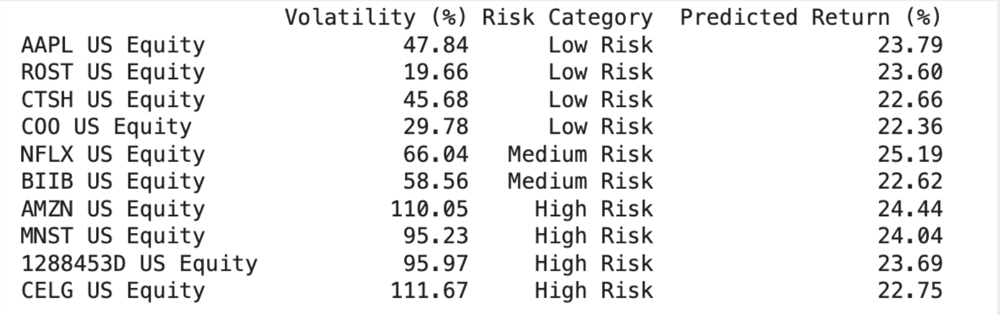 Volatility (%) Risk Category Predicted Return (%)
AAPL US Equity 47.84 Low Risk 23.79
ROST US Equity 19.66 Low Risk 23.60
CTSH US Equity 45.68 Low Risk 22.66
COO US Equity 29.78 Low Risk 22.36
NFLX US Equity 66.04 Medium Risk 25.19
BIIB US Equity 58.56 Medium Risk 22.62
AMZN US Equity 110.05 High Risk 24.44
MNST US Equity 95.23 High Risk 24.04
1288453D US Equity 95.97 High Risk 23.69
CELG US Equity 111.67 High Risk 22.75